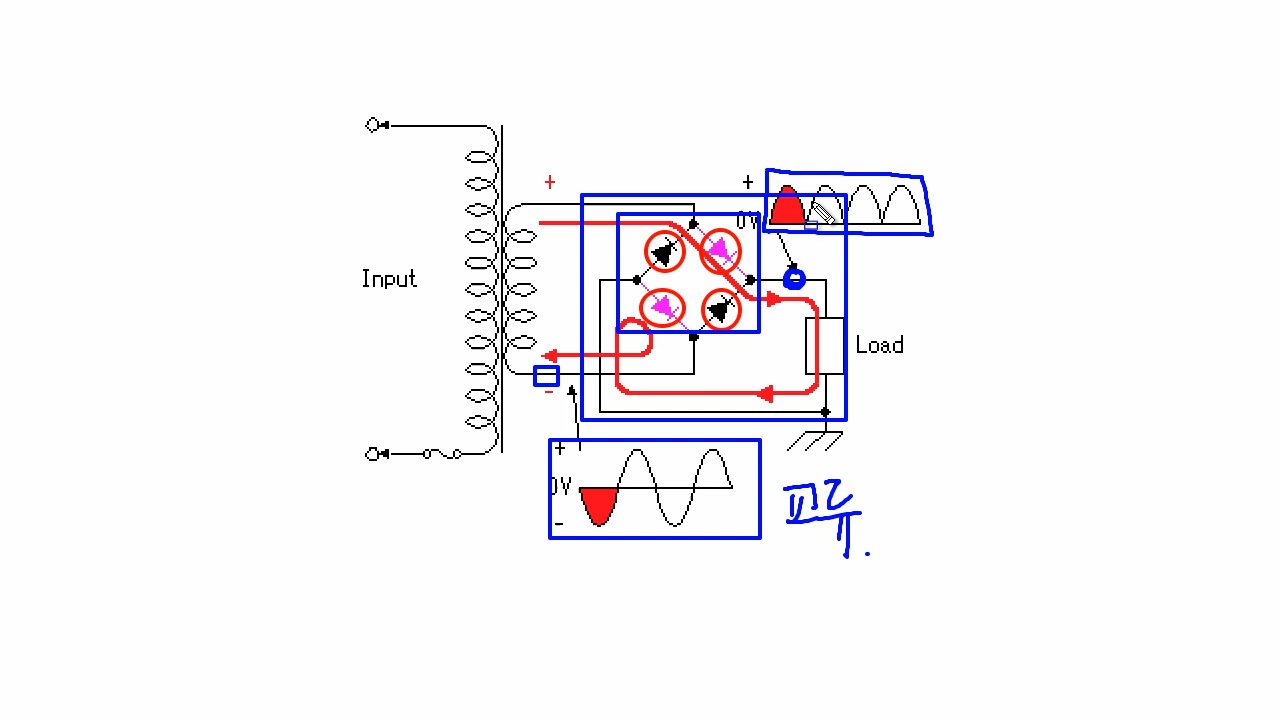 + +
0V
Input
Load
-
+
0V
-